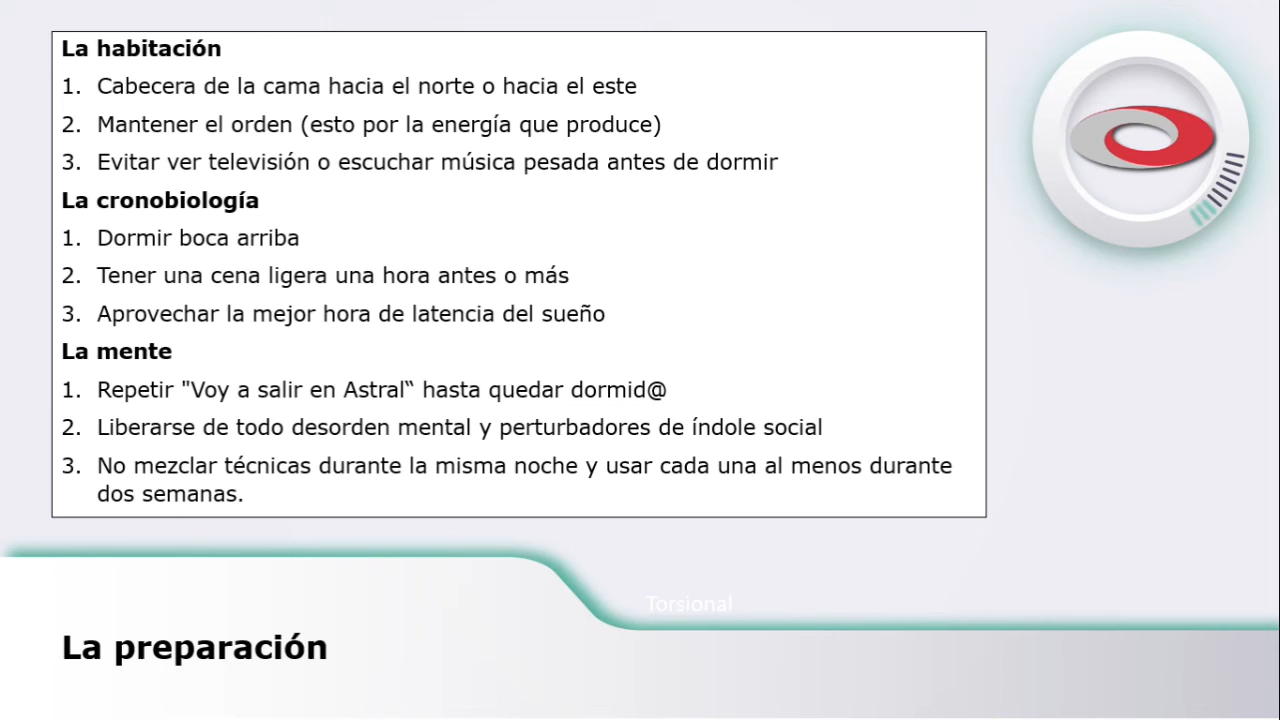 La habitación
1. Cabecera de la cama hacia el norte o hacia el este
2. Mantener el orden (esto por la energía que produce)
3. Evitar ver televisión o escuchar música pesada antes de dormir
La cronobiología
1. Dormir boca arriba
2. Tener una cena ligera una hora antes o más
3. Aprovechar la mejor hora de latencia del sueño
La mente
1. Repetir "Voy a salir en Astral“ hasta quedar dormid@
2. Liberarse de todo desorden mental y perturbadores de índole social
3. No mezclar técnicas durante la misma noche y usar cada una al menos durante
dos semanas.
Torsional
La preparación